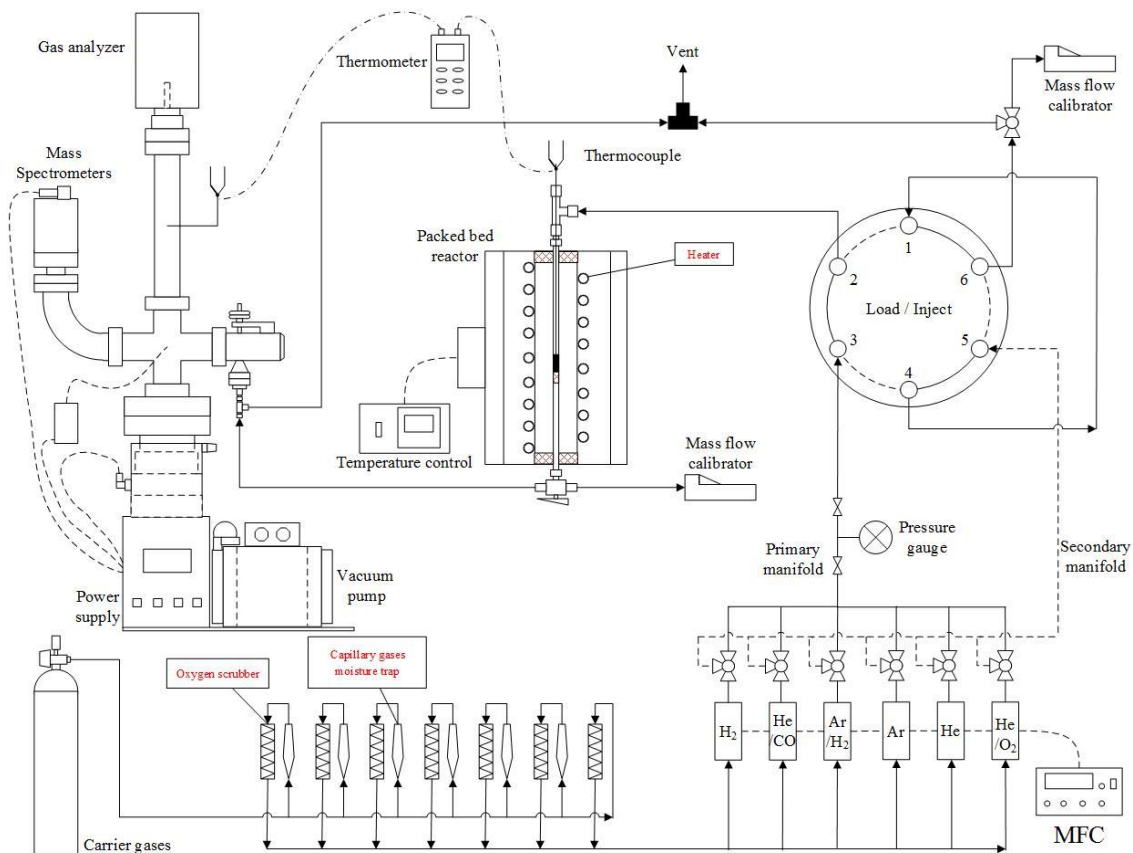 Gas analyzer
Thermometer
Vent
Mass flow
calibrator
Mass
Spectrometers
Thermocouple
Packed bed
reactor
Heater
1
2
6
Load / Inject
3
5
4
Temperature control
Mass flow
calibrator
Pressure
gauge
Primary
manifold
Secondary
manifold
Vacuum
pump
Power
supply
Oxygen scrubber
Capillary gases
moisture trap
H2
He
/CO
Ar
/H2
Ar
He
He
/O2
MFC
Carrier gases